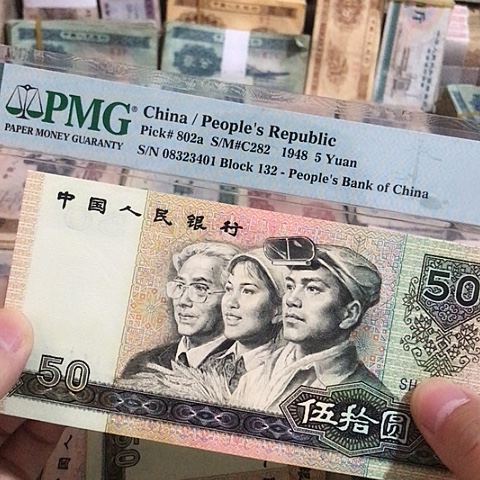 PMG®
PAPER MONEY GUARANTY
China / People's Republic
Pick# 802a S/M#C282 1948 5 Yuan
S/N 08323401 Block 132 - People's Bank of China
中国人民银行
50
50
SH
伍拾圆